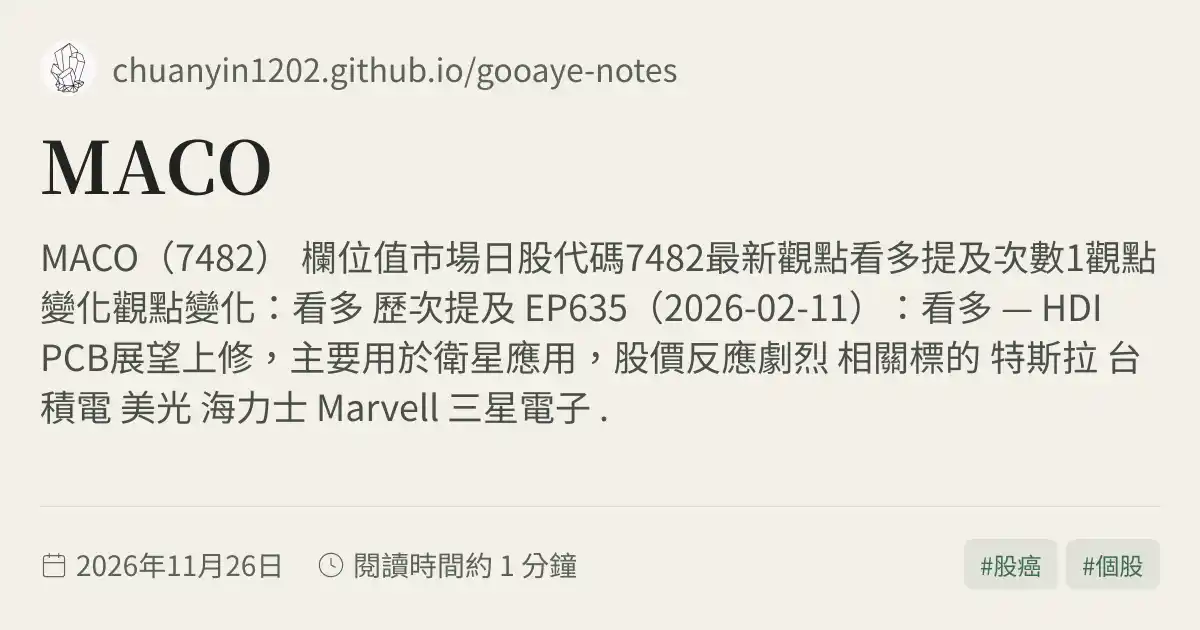 chuanyin1202.github.io/gooaye-notes
MACO
MACO（7482） 欄位值市場日股代碼7482最新觀點看多提及次數1觀點
變化觀點變化：看多 歷次提及 EP635（2026-02-11）：看多 — HDI
PCB展望上修，主要用於衛星應用，股價反應劇烈 相關標的 特斯拉 台
積電 美光 海力士 Marvell 三星電子 .
2026年11月26日 閱讀時間約 1 分鐘
#股癌 #個股